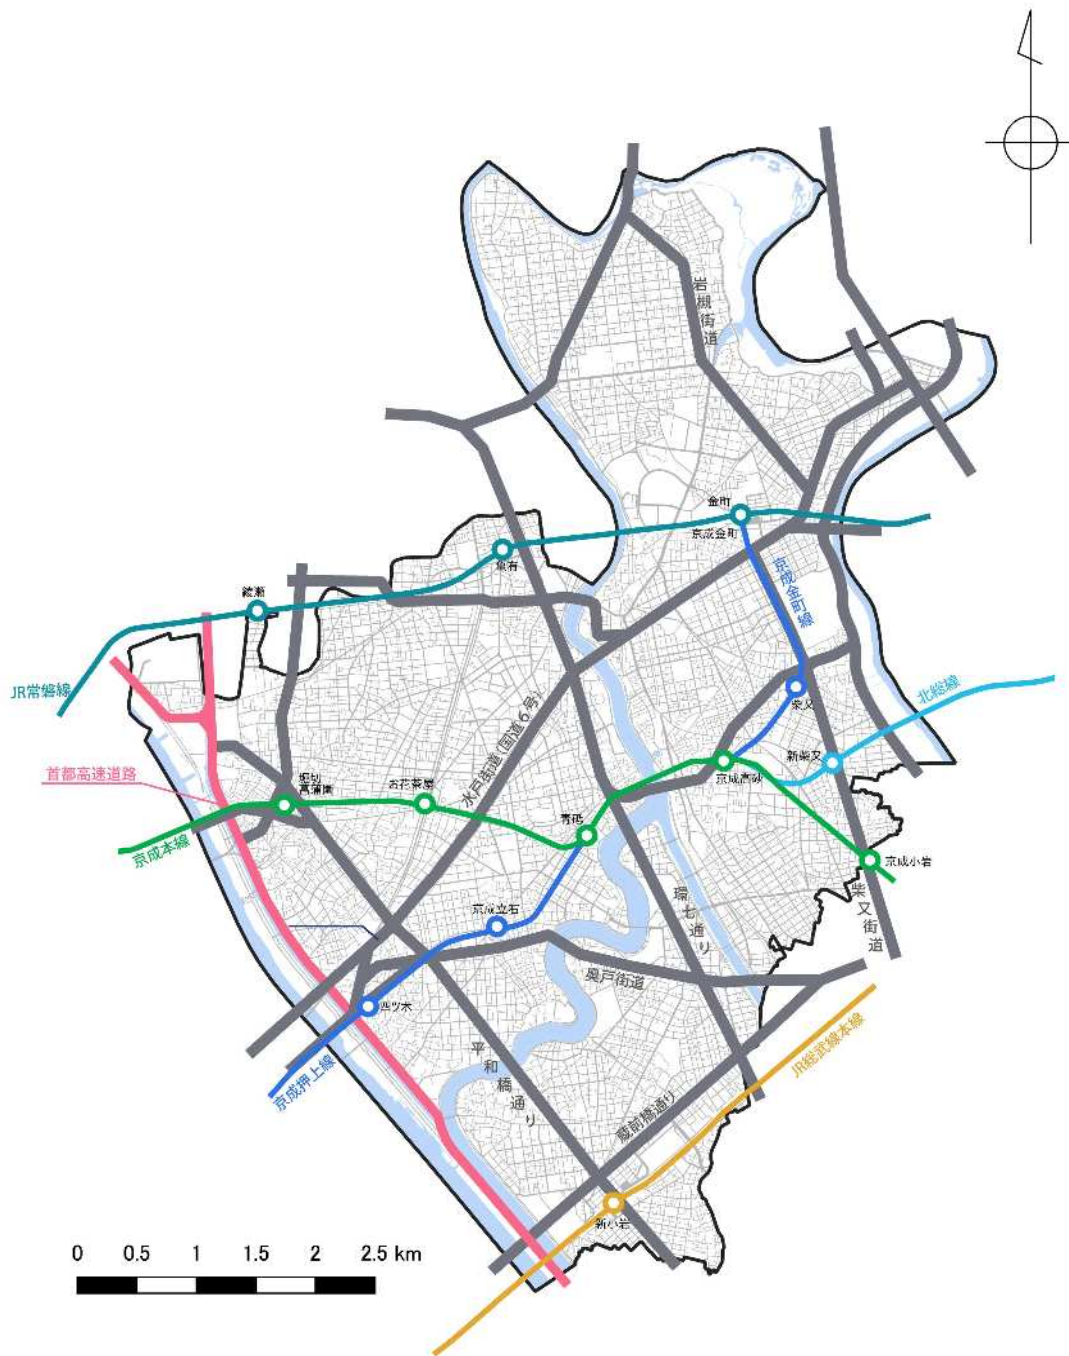 岩槻街道
金町
京成金町
亀有
綾瀬
京成金町線
JR常磐線
柴又
北総線
水戸街道(国道6号)
新柴又
京成高砂
首都高速道路
堀切
菖蒲園
お花茶屋
青砥
京成本線
京成小岩
柴又街道
京成立石
環七通り
奥戸街道
四ツ木
京成押上線
平和橋通り
JR総武線本線
蔵前橋通り
新小岩
0 0.5 1 1.5 2 2.5 km